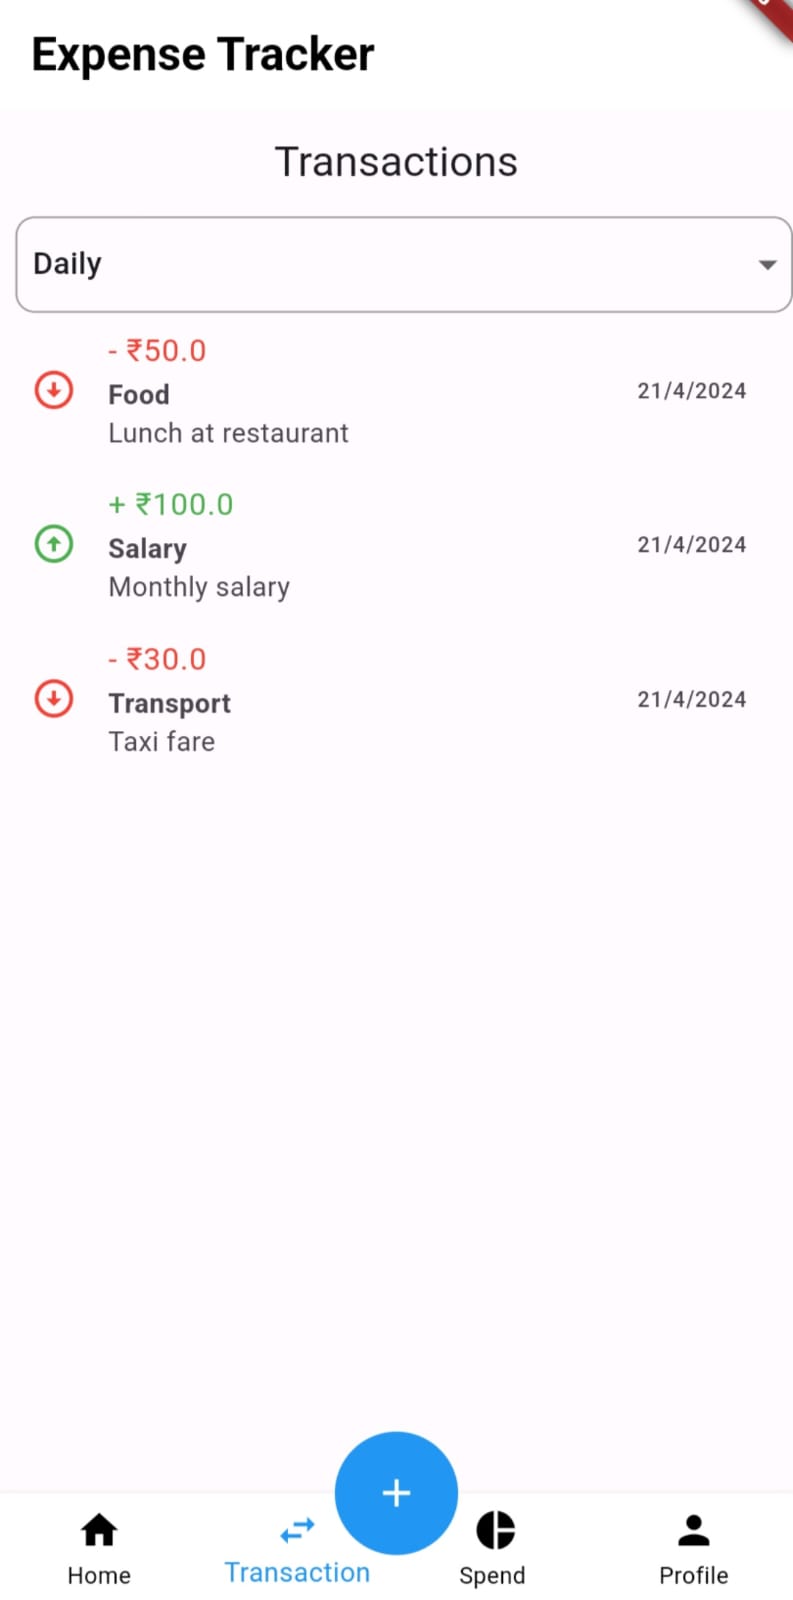 Expense Tracker
Transactions
Daily
- ₹50.0
Food
21/4/2024
Lunch at restaurant
+ ₹100.0
Salary
21/4/2024
Monthly salary
- ₹30.0
Transport
21/4/2024
Taxi fare
+
Home
Transaction
Spend
Profile